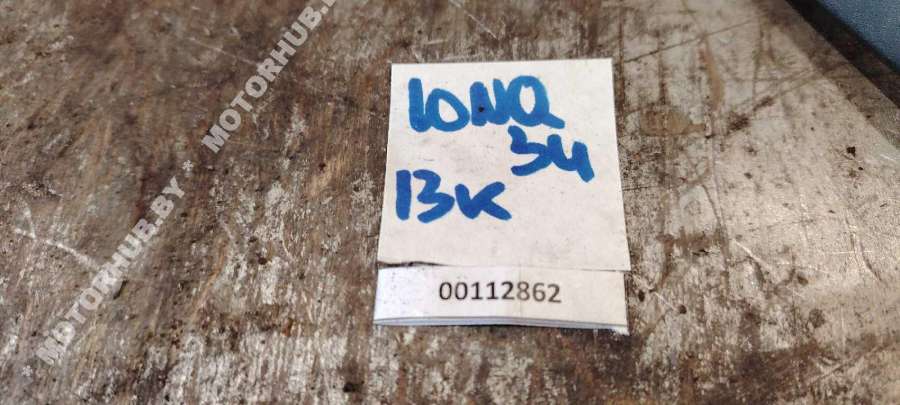 10NQ
34
13K
00112862
MOTORHUB.BY
MOTORHUB.BY